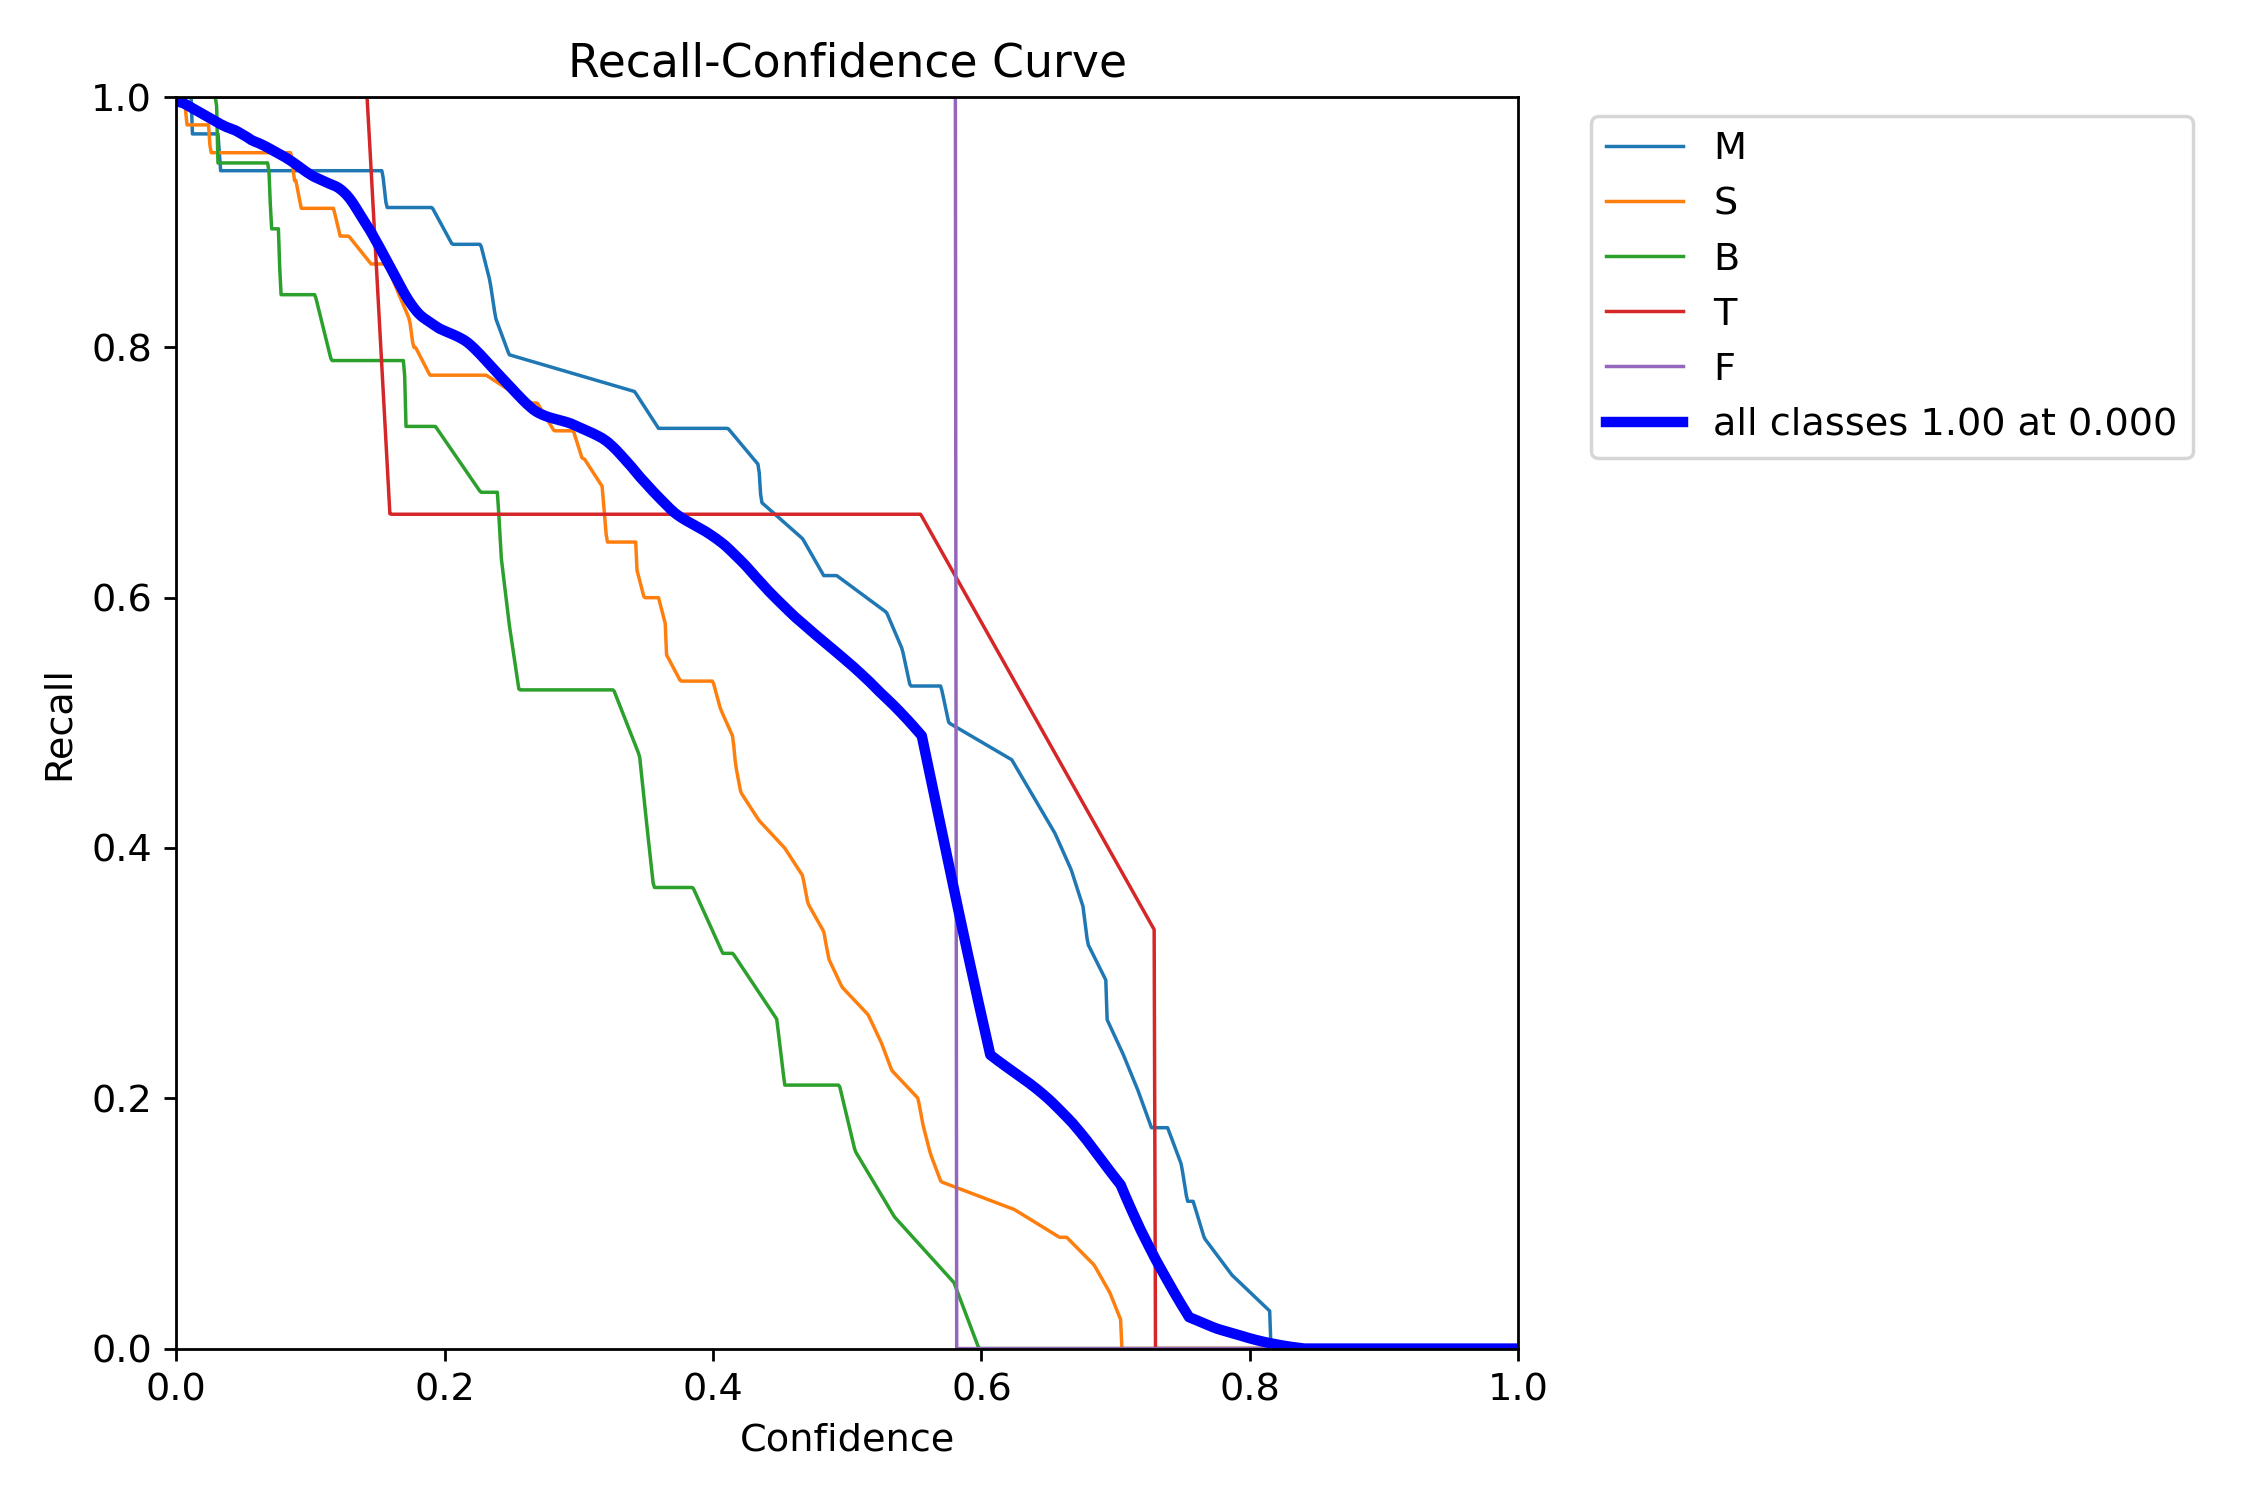 Recall-Confidence Curve
1.0
0.8
0.6
0.4
0.2
0.0
Recall
0.0 0.2 0.4 0.6 0.8 1.0
Confidence
M
S
B
T
F
all classes 1.00 at 0.000